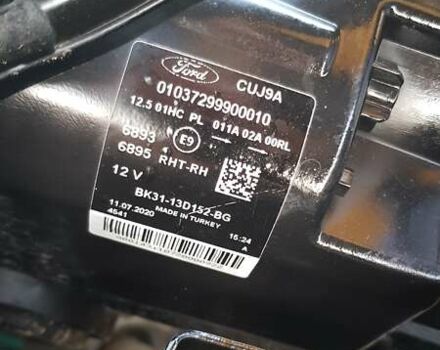 Ford CUJ9A
01037299900010
12.5 01HC PL 011A 02A 00RL
6893 E9
6895 RHT-RH
12 V
BK31-13D152-BG
11.07.2020 MADE IN TURKEY 15:24
4541 A